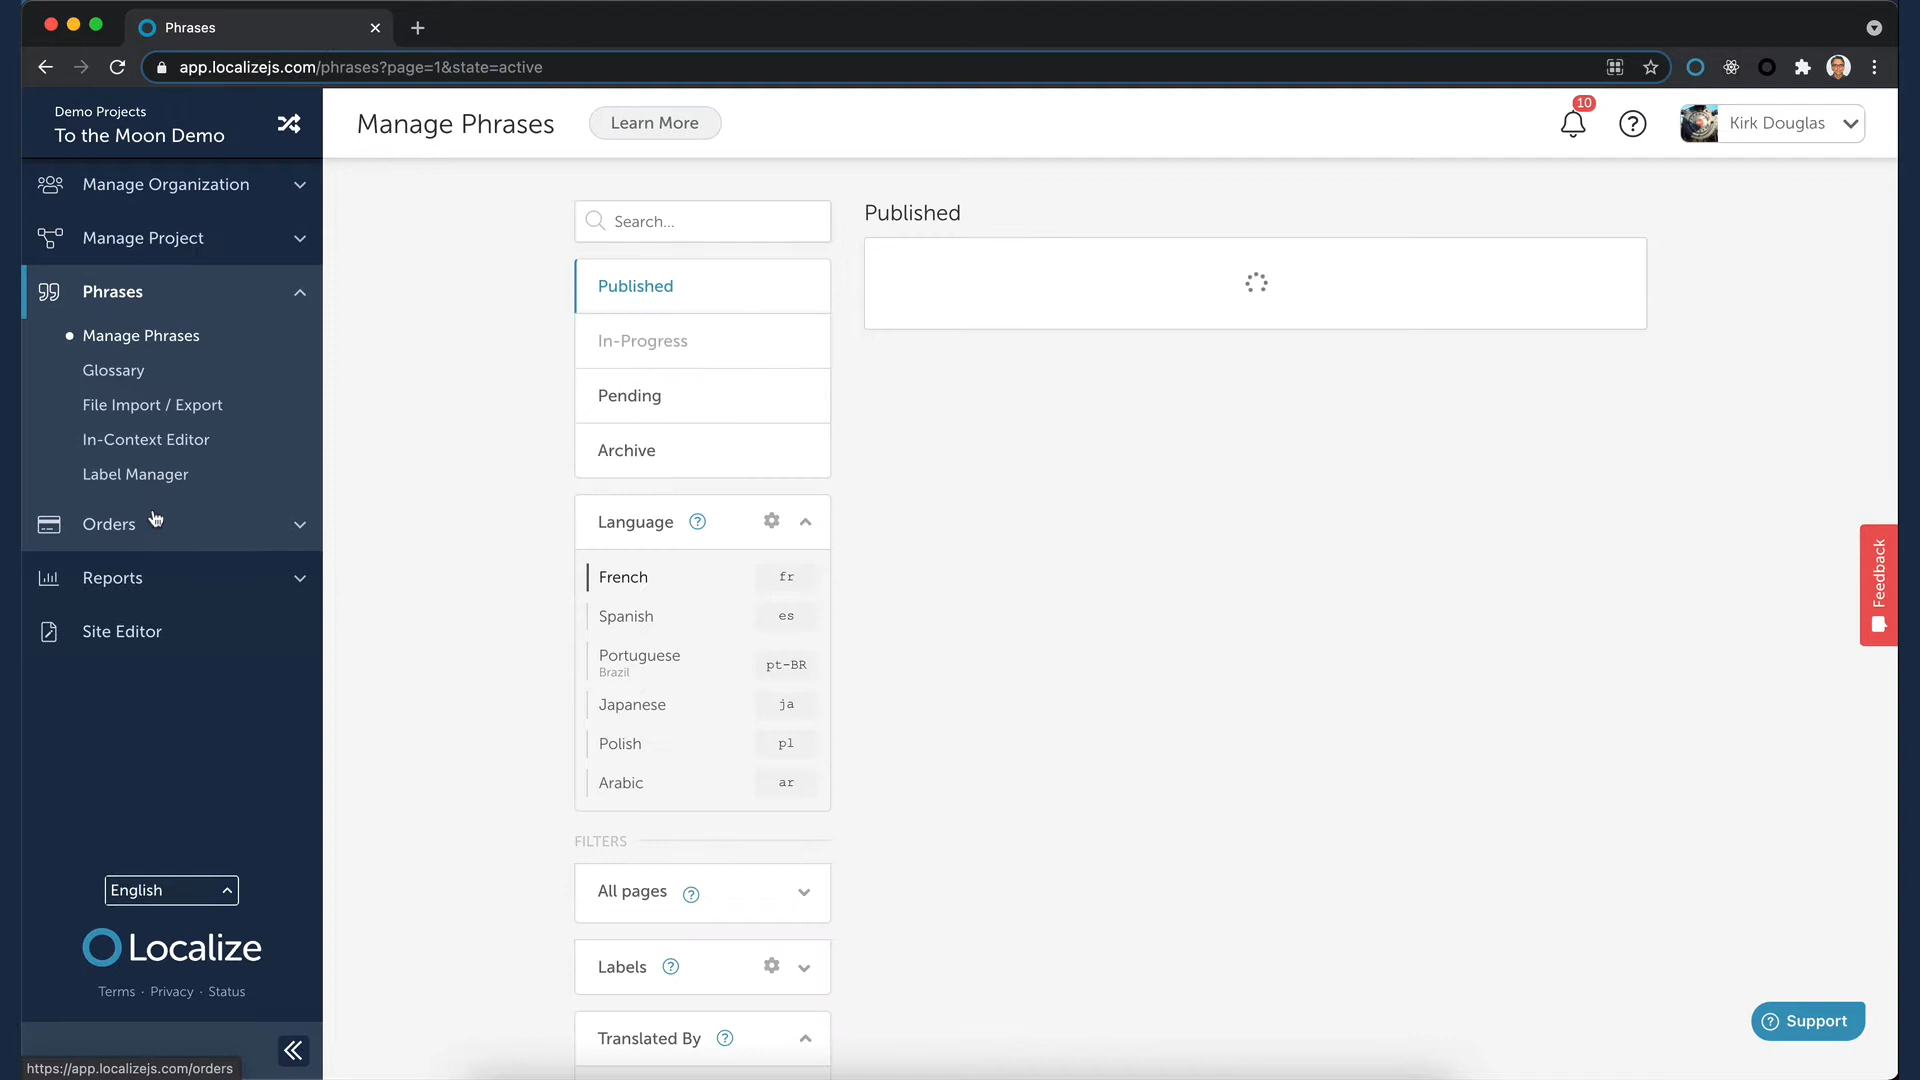 Phrases
app.localizejs.com/phrases?page=1&state=active
Demo Projects
To the Moon Demo
Manage Phrases
Learn More
10
Kirk Douglas
Manage Organization
Manage Project
Phrases
Manage Phrases
Glossary
File Import / Export
In-Context Editor
Label Manager
Orders
Reports
Site Editor
English
Localize
Terms · Privacy · Status
https://app.localizejs.com/orders
Search...
Published
In-Progress
Pending
Archive
Language
French fr
Spanish es
Portuguese pt-BR
Brazil
Japanese ja
Polish pl
Arabic ar
FILTERS
All pages
Labels
Translated By
Published
Feedback
Support